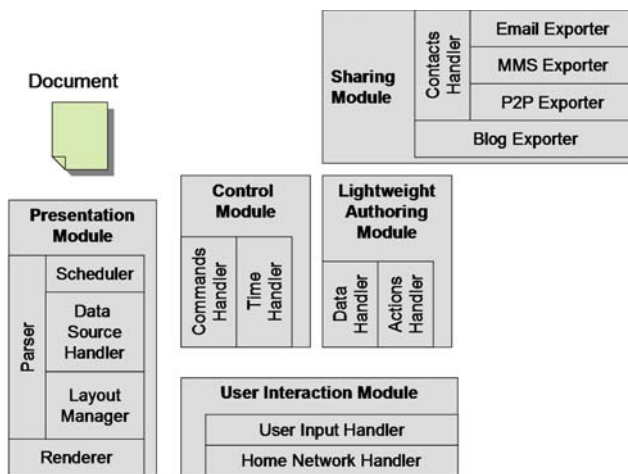 Document
Sharing
Module
Contacts
Handler
Email Exporter
MMS Exporter
P2P Exporter
Blog Exporter
Presentation
Module
Parser
Scheduler
Data
Source
Handler
Layout
Manager
Renderer
Control
Module
Commands
Handler
Time
Handler
Lightweight
Authoring
Module
Data
Handler
Actions
Handler
User Interaction Module
User Input Handler
Home Network Handler